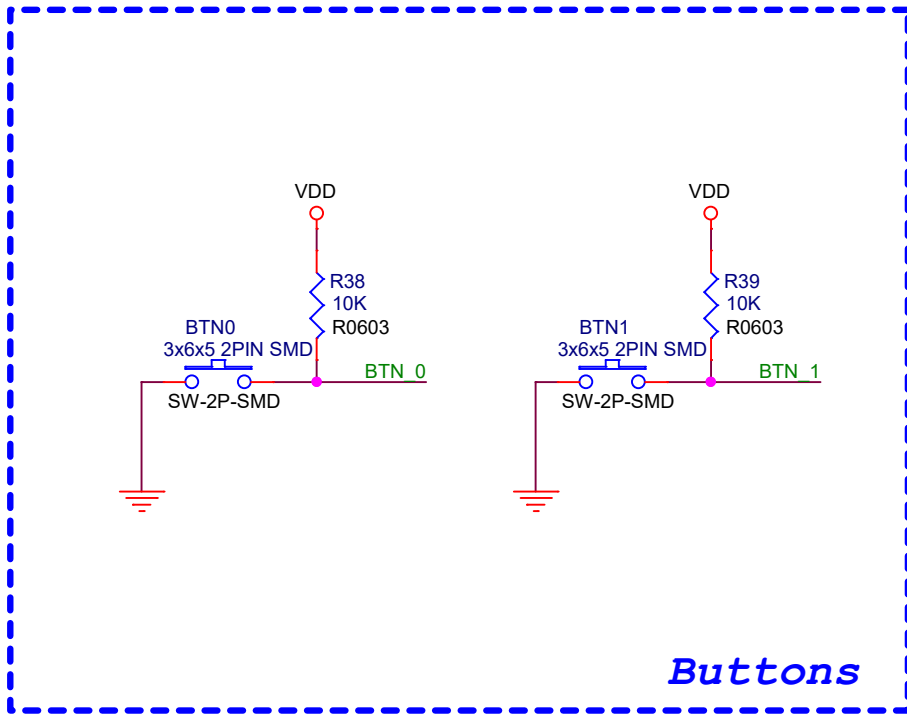 VDD
R38
10K
R0603
BTN0
3x6x5 2PIN SMD
BTN_0
SW-2P-SMD
VDD
R39
10K
R0603
BTN1
3x6x5 2PIN SMD
BTN_1
SW-2P-SMD
Buttons